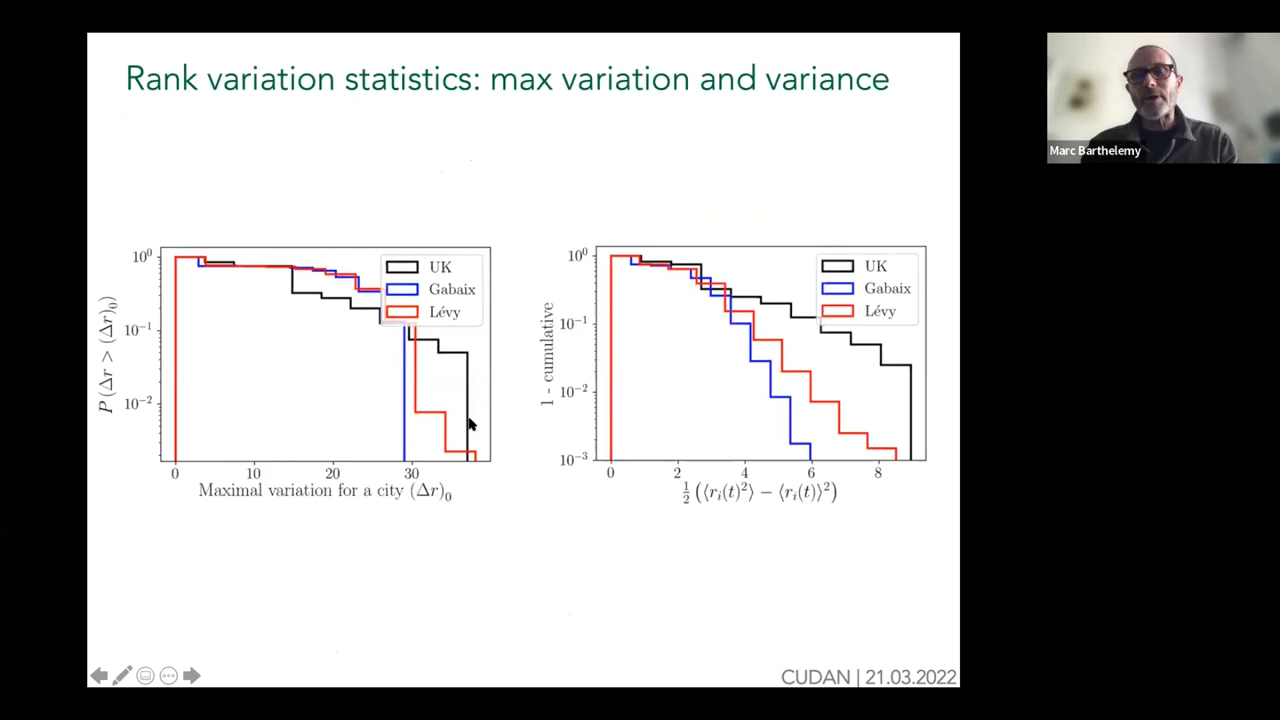 Rank variation statistics: max variation and variance
Marc Barthelemy
10⁰
10⁻¹
10⁻²
P (Δr > (Δr)₀)
UK
Gabaix
Lévy
0
10
20
30
Maximal variation for a city (Δr)₀
10⁰
10⁻¹
10⁻²
10⁻³
1 - cumulative
UK
Gabaix
Lévy
0
2
4
6
8
½ (⟨rᵢ(t)²⟩ − ⟨rᵢ(t)⟩²)
CUDAN | 21.03.2022